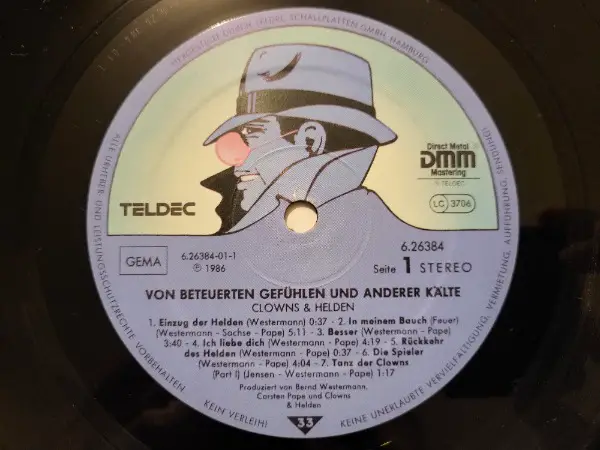 TELDEC
Direct Metal
DMM
Mastering
® TELDEC
LC 3706
GEMA
6.26384-01-1
Ⓟ 1986
6.26384
Seite 1 STEREO
VON BETEUERTEN GEFÜHLEN UND ANDERER KÄLTE
CLOWNS & HELDEN
1. Einzug der Helden (Westermann) 0:37 - 2. In meinem Bauch (Feuer)
(Westermann - Sachse - Pape) 5:11 - 3. Besser (Westermann - Pape)
3:40 - 4. Ich liebe dich (Westermann - Pape) 4:19 - 5. Rückkehr
des Helden (Westermann - Pape) 0:37 - 6. Die Spieler
(Westermann - Pape) 4:04 - 7. Tanz der Clowns
(Part I) (Jensen - Westermann - Pape) 1:17
Produziert von Bernd Westermann,
Carsten Pape und Clowns
& Helden
33
ALLE URHEBER- UND LEISTUNGSSCHUTZRECHTE VORBEHALTEN
KEIN VERLEIH!
KEINE UNERLAUBTE VERVIELFÄLTIGUNG, VERMIETUNG, AUFFÜHRUNG, SENDUNG!
SCHALLPLATTEN GMBH, HAMBURG